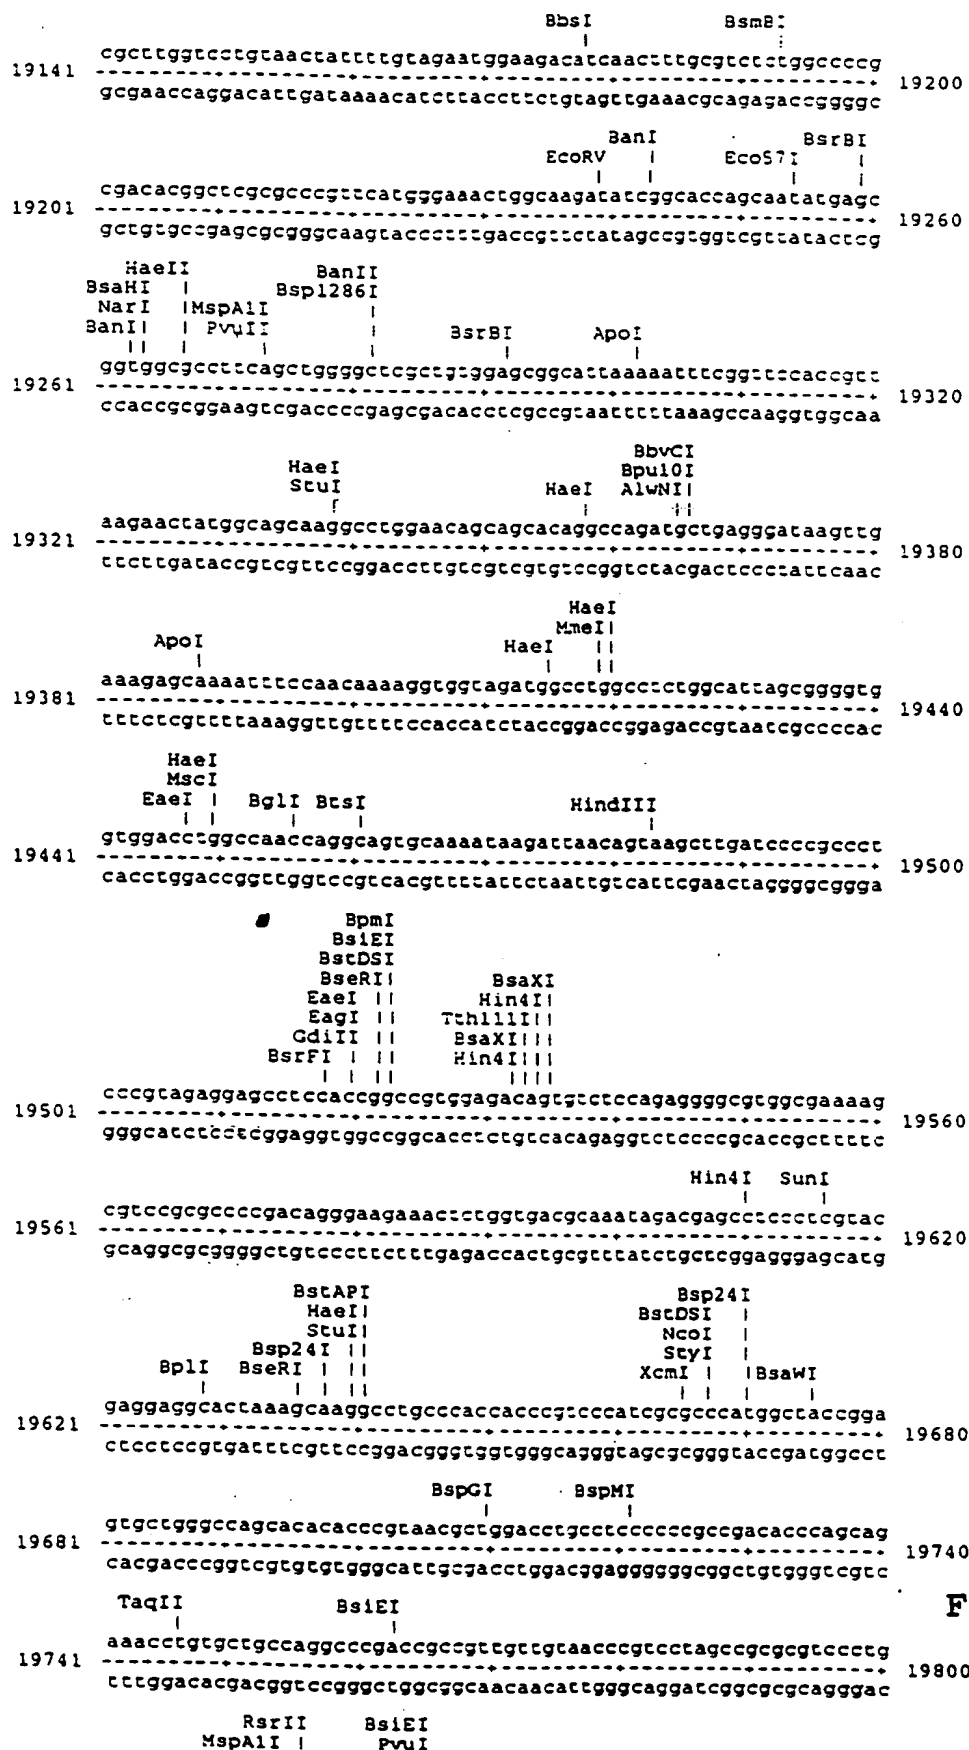 BbsI BsmBI
cgcttggtcctgtaactattttgtagaatggaagacatcaactttgcgtctctggccccg
19141 ---------+---------+---------+---------+---------+---------+ 19200
gcgaaccaggacattgataaaacatcttaccttctgtagttgaaacgcagagaccggggc
BanI BsrBI
EcoRV Eco57I
cgacacggctcgcgcccgttcatgggaaactggcaagatatcggcaccagcaatatgagc
19201 ---------+---------+---------+---------+---------+---------+ 19260
gctgtgccgagcgcgggcaagtaccctttgaccgttctatagccgtggtcgttatactcg
HaeII BanII
BsaHI Bsp1286I
NarI MspA1I
BanI PvuII BsrBI ApoI
ggtggcgccttcagctggggctcgctgtggagcggcattaaaaatttcggttccaccgtt
19261 ---------+---------+---------+---------+---------+---------+ 19320
ccaccgcggaagtcgaccccgagcgacacctcgccgtaatttttaaagccaaggtggcaa
BbvCI
HaeI Bpu10I
StuI HaeI AlwNI
aagaactatggcagcaaggcctggaacagcagcacaggccagatgctgagggataagttg
19321 ---------+---------+---------+---------+---------+---------+ 19380
ttcttgataccgtcgttccggaccttgtcgtcgtgtccggtctacgactccctattcaac
HaeI
MmeI
ApoI HaeI
aaagagcaaaatttccaacaaaaggtggtagatggcctggcctctggcattagcggggtg
19381 ---------+---------+---------+---------+---------+---------+ 19440
tttctcgttttaaaggttgttttccaccatctaccggaccggagaccgtaatcgccccac
HaeI
MscI
EaeI BglI BtsI HindIII
gtggacctggccaaccaggcagtgcaaaataagattaacagtaagcttgatccccgccct
19441 ---------+---------+---------+---------+---------+---------+ 19500
cacctggaccggttggtccgtcacgttttattctaattgtcattcgaactaggggcggga
BpmI
BsiEI
BstDSI
BseRI BsaXI
EaeI Hin4I
EagI Tth111I
GdiII BsaXI
BsrFI Hin4I
cccgtagaggagcctccaccggccgtggagacagtgtctccagaggggcgtggcgaaaag
19501 ---------+---------+---------+---------+---------+---------+ 19560
gggcatctcctcggaggtggccggcacctctgtcacagaggtctccccgcaccgcttttc
Hin4I SunI
cgtccgcgccccgacagggaagaaactctggtgacgcaaatagacgagcctccctcgtac
19561 ---------+---------+---------+---------+---------+---------+ 19620
gcaggcgcggggctgtcccttctttgagaccactgcgtttatctgctcggagggagcatg
BstAPI Bsp24I
HaeI BstDSI
StuI NcoI
Bsp24I StyI
BplI BseRI XcmI BsaWI
gaggaggcactaaagcaaggcctgcccaccacccgtcccatcgcgcccatggctaccgga
19621 ---------+---------+---------+---------+---------+---------+ 19680
ctcctccgtgatttcgttccggacgggtggtgggcagggtagcgcgggtaccgatggcct
BspGI BspMI
gtgctgggccagcacacacccgtaacgctggacctgcctccccccgccgacacccagcag
19681 ---------+---------+---------+---------+---------+---------+ 19740
cacgacccggtcgtgtgtgggcattgcgacctggacggaggggggcggctgtgggtcgtc
F
TaqII BsiEI
aaacctgtgctgccaggcccgaccgccgttgttgtaacccgtcctagccgcgcgtccctg
19741 ---------+---------+---------+---------+---------+---------+ 19800
tttggacacgacggtccgggctggcggcaacaacattgggcaggatcggcgcgcagggac
RsrII BsiEI
MspA1I PvuI